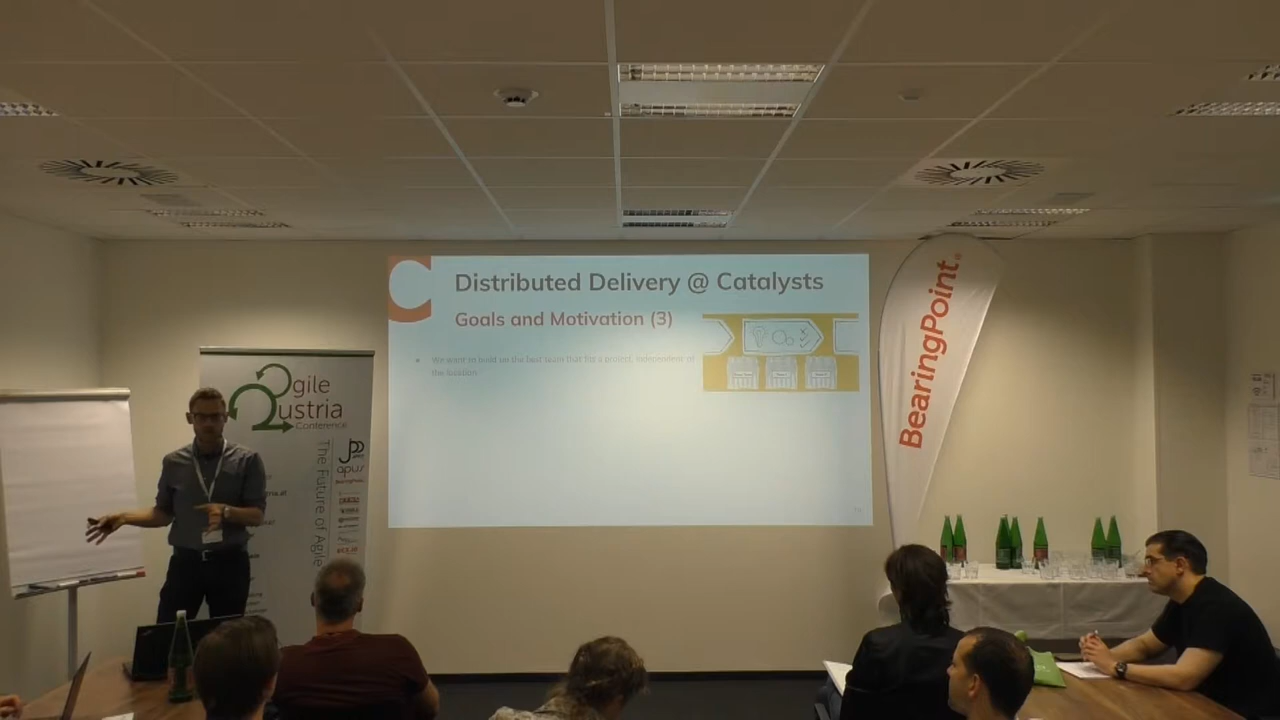 Distributed Delivery @ Catalysts
Goals and Motivation (3)
We want to build up the best team that fits a project, independent of
the location
BearingPoint
agile
austria
Conference
The Future of Agile
apus